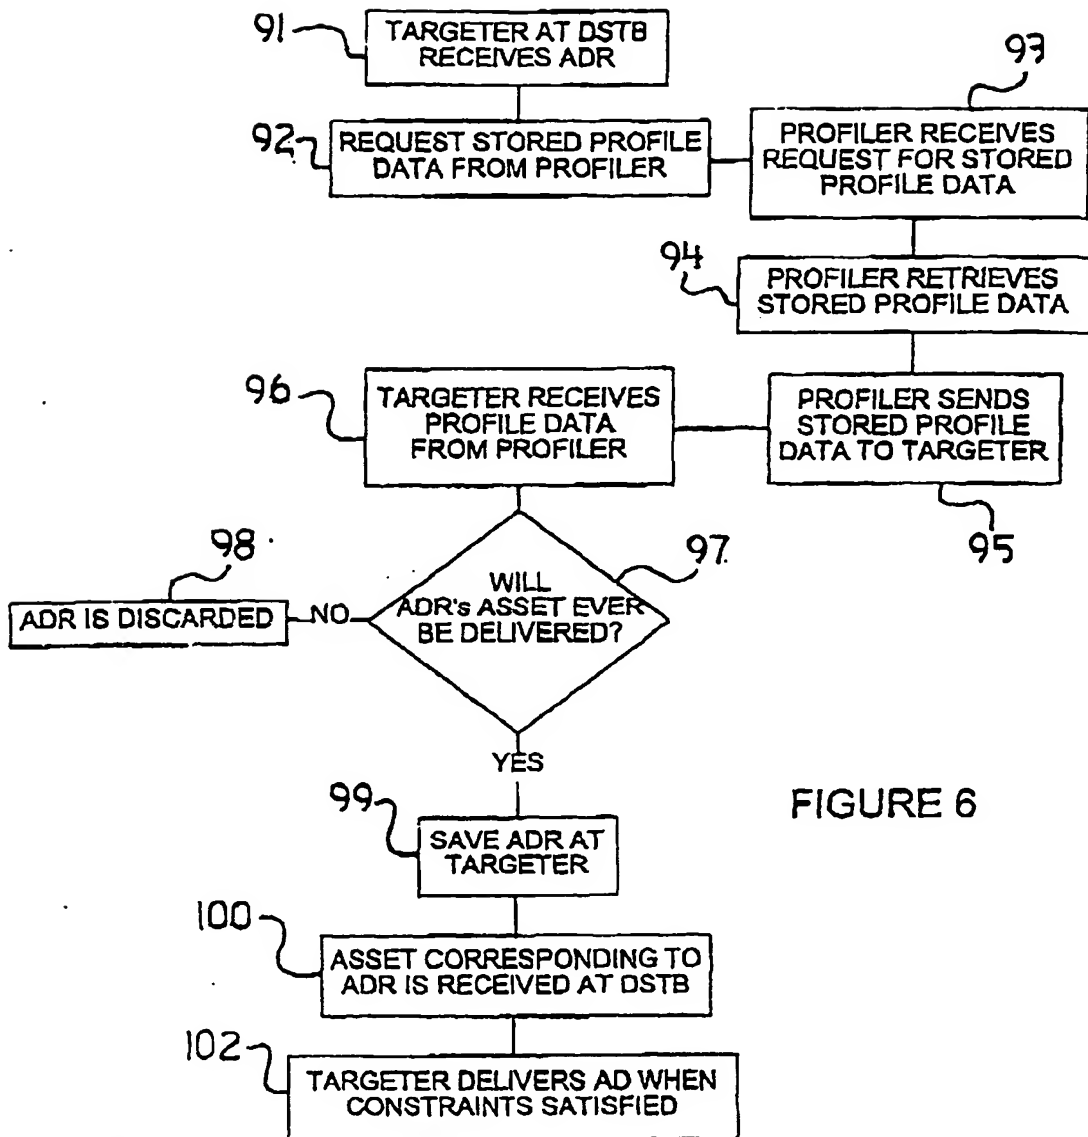 91
TARGETER AT DSTB
RECEIVES ADR
92
REQUEST STORED PROFILE
DATA FROM PROFILER
93
PROFILER RECEIVES
REQUEST FOR STORED
PROFILE DATA
94
PROFILER RETRIEVES
STORED PROFILE DATA
PROFILER SENDS
STORED PROFILE
DATA TO TARGETER
95
96
TARGETER RECEIVES
PROFILE DATA
FROM PROFILER
97
WILL
ADR's ASSET EVER
BE DELIVERED?
NO
98
ADR IS DISCARDED
YES
99
SAVE ADR AT
TARGETER
100
ASSET CORRESPONDING TO
ADR IS RECEIVED AT DSTB
102
TARGETER DELIVERS AD WHEN
CONSTRAINTS SATISFIED
FIGURE 6